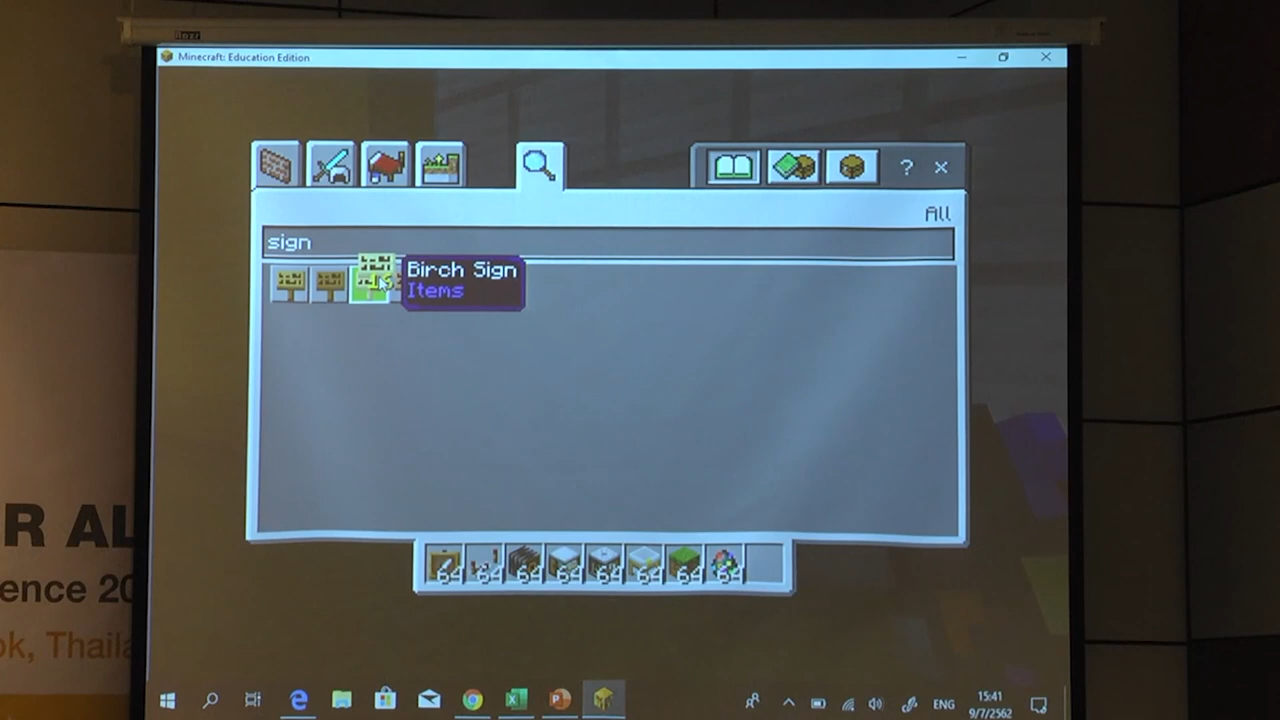 Minecraft: Education Edition
?
All
sign
Birch Sign
Items
64
64
64
64
64
64
64
64
R AL
ence 20
ok, Thaila
ENG
15:41
9/7/2562